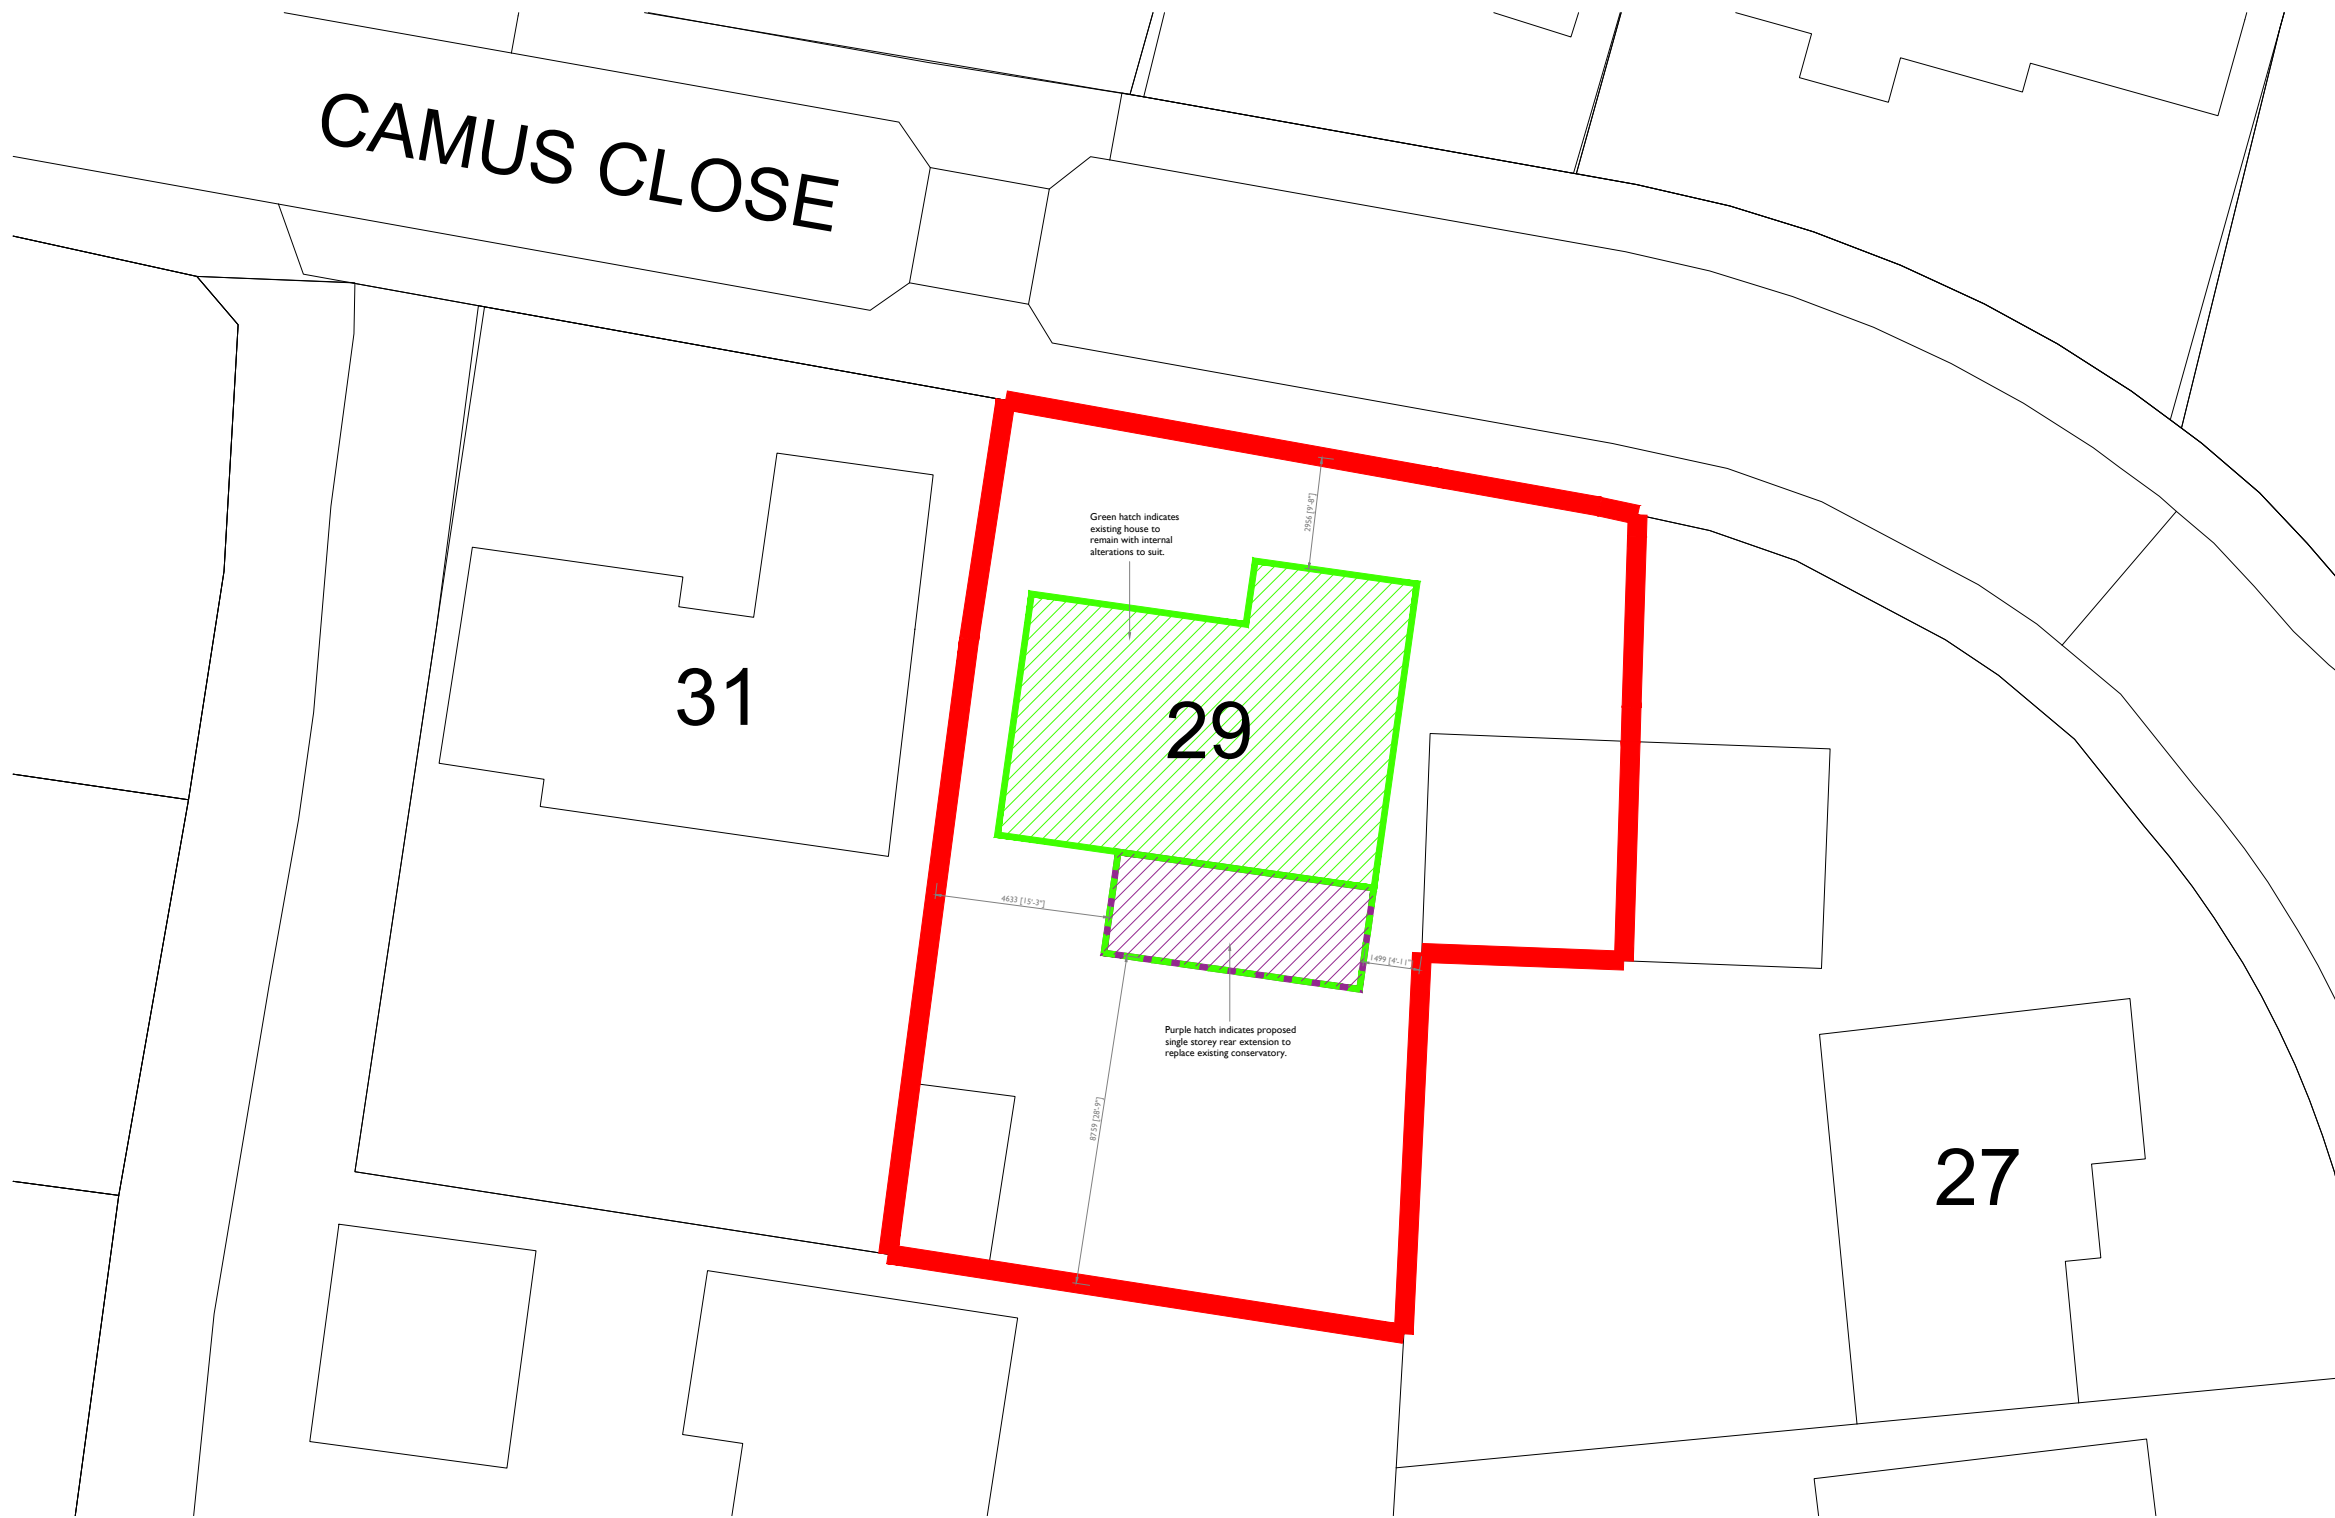 CAMUS CLOSE
2956 [9'-8"]
Green hatch indicates
existing house to
remain with internal
alterations to suit.
31
29
4633 [15'-3"]
1499 [4'-11"]
Purple hatch indicates proposed
single storey rear extension to
replace existing conservatory.
8759 [28'-9"]
27